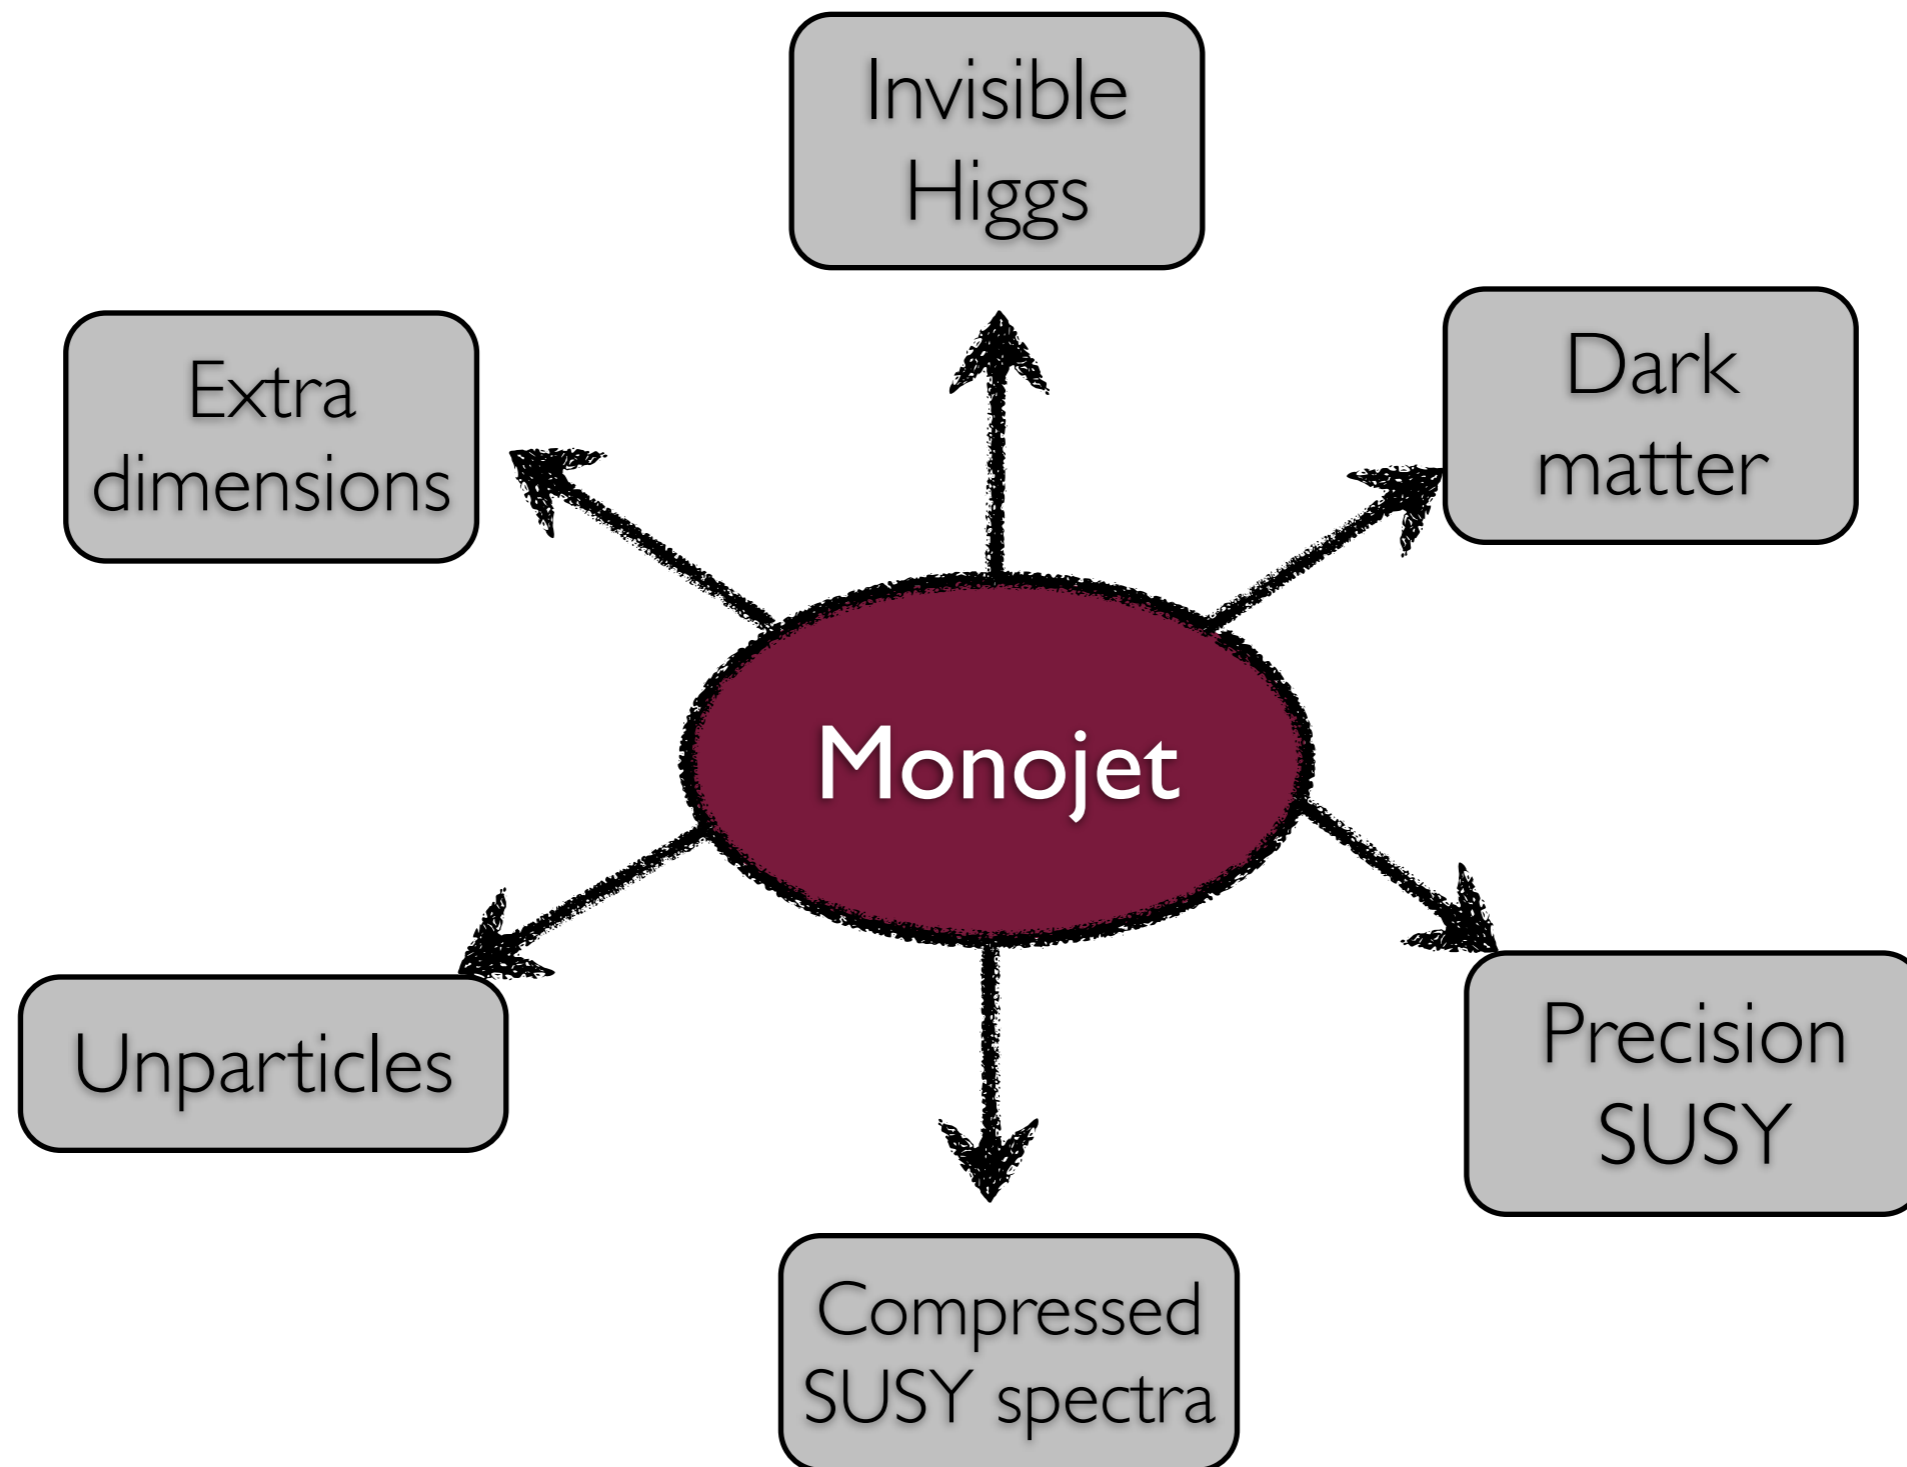 Invisible
Higgs
Extra
dimensions
Dark
matter
Monojet
Unparticles
Precision
SUSY
Compressed
SUSY spectra